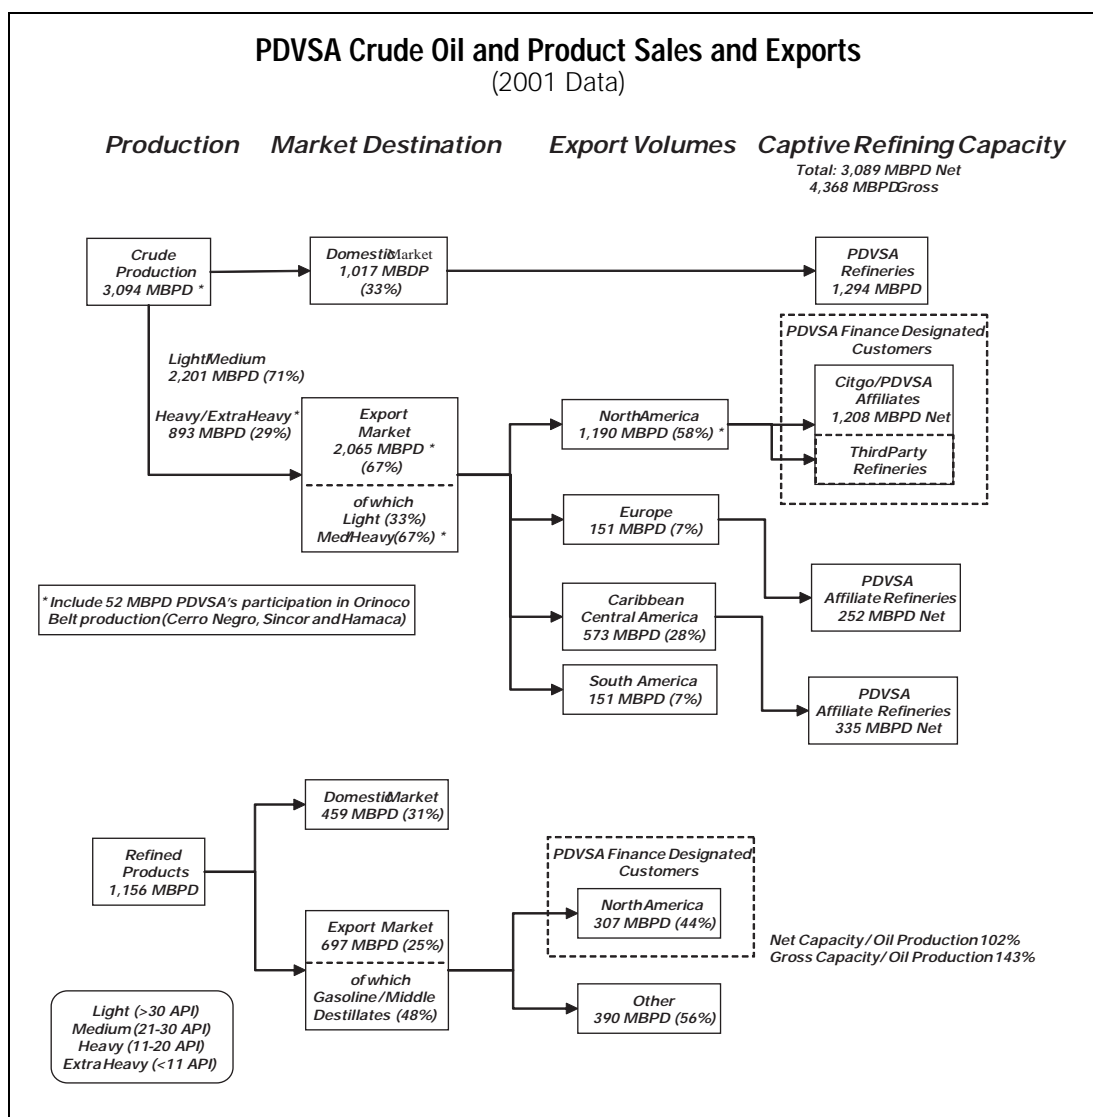 PDVSA Crude Oil and Product Sales and Exports
(2001 Data)
Production
Market Destination
Export Volumes
Captive Refining Capacity
Total: 3,089 MBPD Net
4,368 MBPD Gross
Crude
Production
3,094 MBPD *
Domestic Market
1,017 MBDP
(33%)
PDVSA
Refineries
1,294 MBPD
Light/Medium
2,201 MBPD (71%)
Heavy/Extra Heavy *
893 MBPD (29%)
Export
Market
2,065 MBPD *
(67%)
of which
Light (33%)
Med/Heavy (67%) *
North America
1,190 MBPD (58%) *
PDVSA Finance Designated
Customers
Citgo/PDVSA
Affiliates
1,208 MBPD Net
Third Party
Refineries
Europe
151 MBPD (7%)
PDVSA
Affiliate Refineries
252 MBPD Net
Caribbean
Central America
573 MBPD (28%)
South America
151 MBPD (7%)
PDVSA
Affiliate Refineries
335 MBPD Net
* Include 52 MBPD PDVSA's participation in Orinoco
Belt production (Cerro Negro, Sincor and Hamaca)
Refined
Products
1,156 MBPD
Domestic Market
459 MBPD (31%)
Export Market
697 MBPD (25%)
of which
Gasoline/Middle
Destillates (48%)
PDVSA Finance Designated
Customers
North America
307 MBPD (44%)
Other
390 MBPD (56%)
Net Capacity/Oil Production 102%
Gross Capacity/Oil Production 143%
Light (>30 API)
Medium (21-30 API)
Heavy (11-20 API)
Extra Heavy (<11 API)